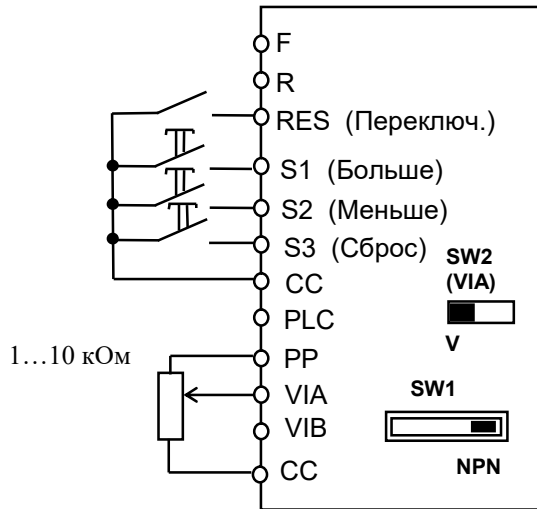 F
R
RES (Переключ.)
S1 (Больше)
S2 (Меньше)
S3 (Сброс)
SW2
(VIA)
CC
PLC
V
1...10 кОм
PP
VIA
SW1
VIB
NPN
CC